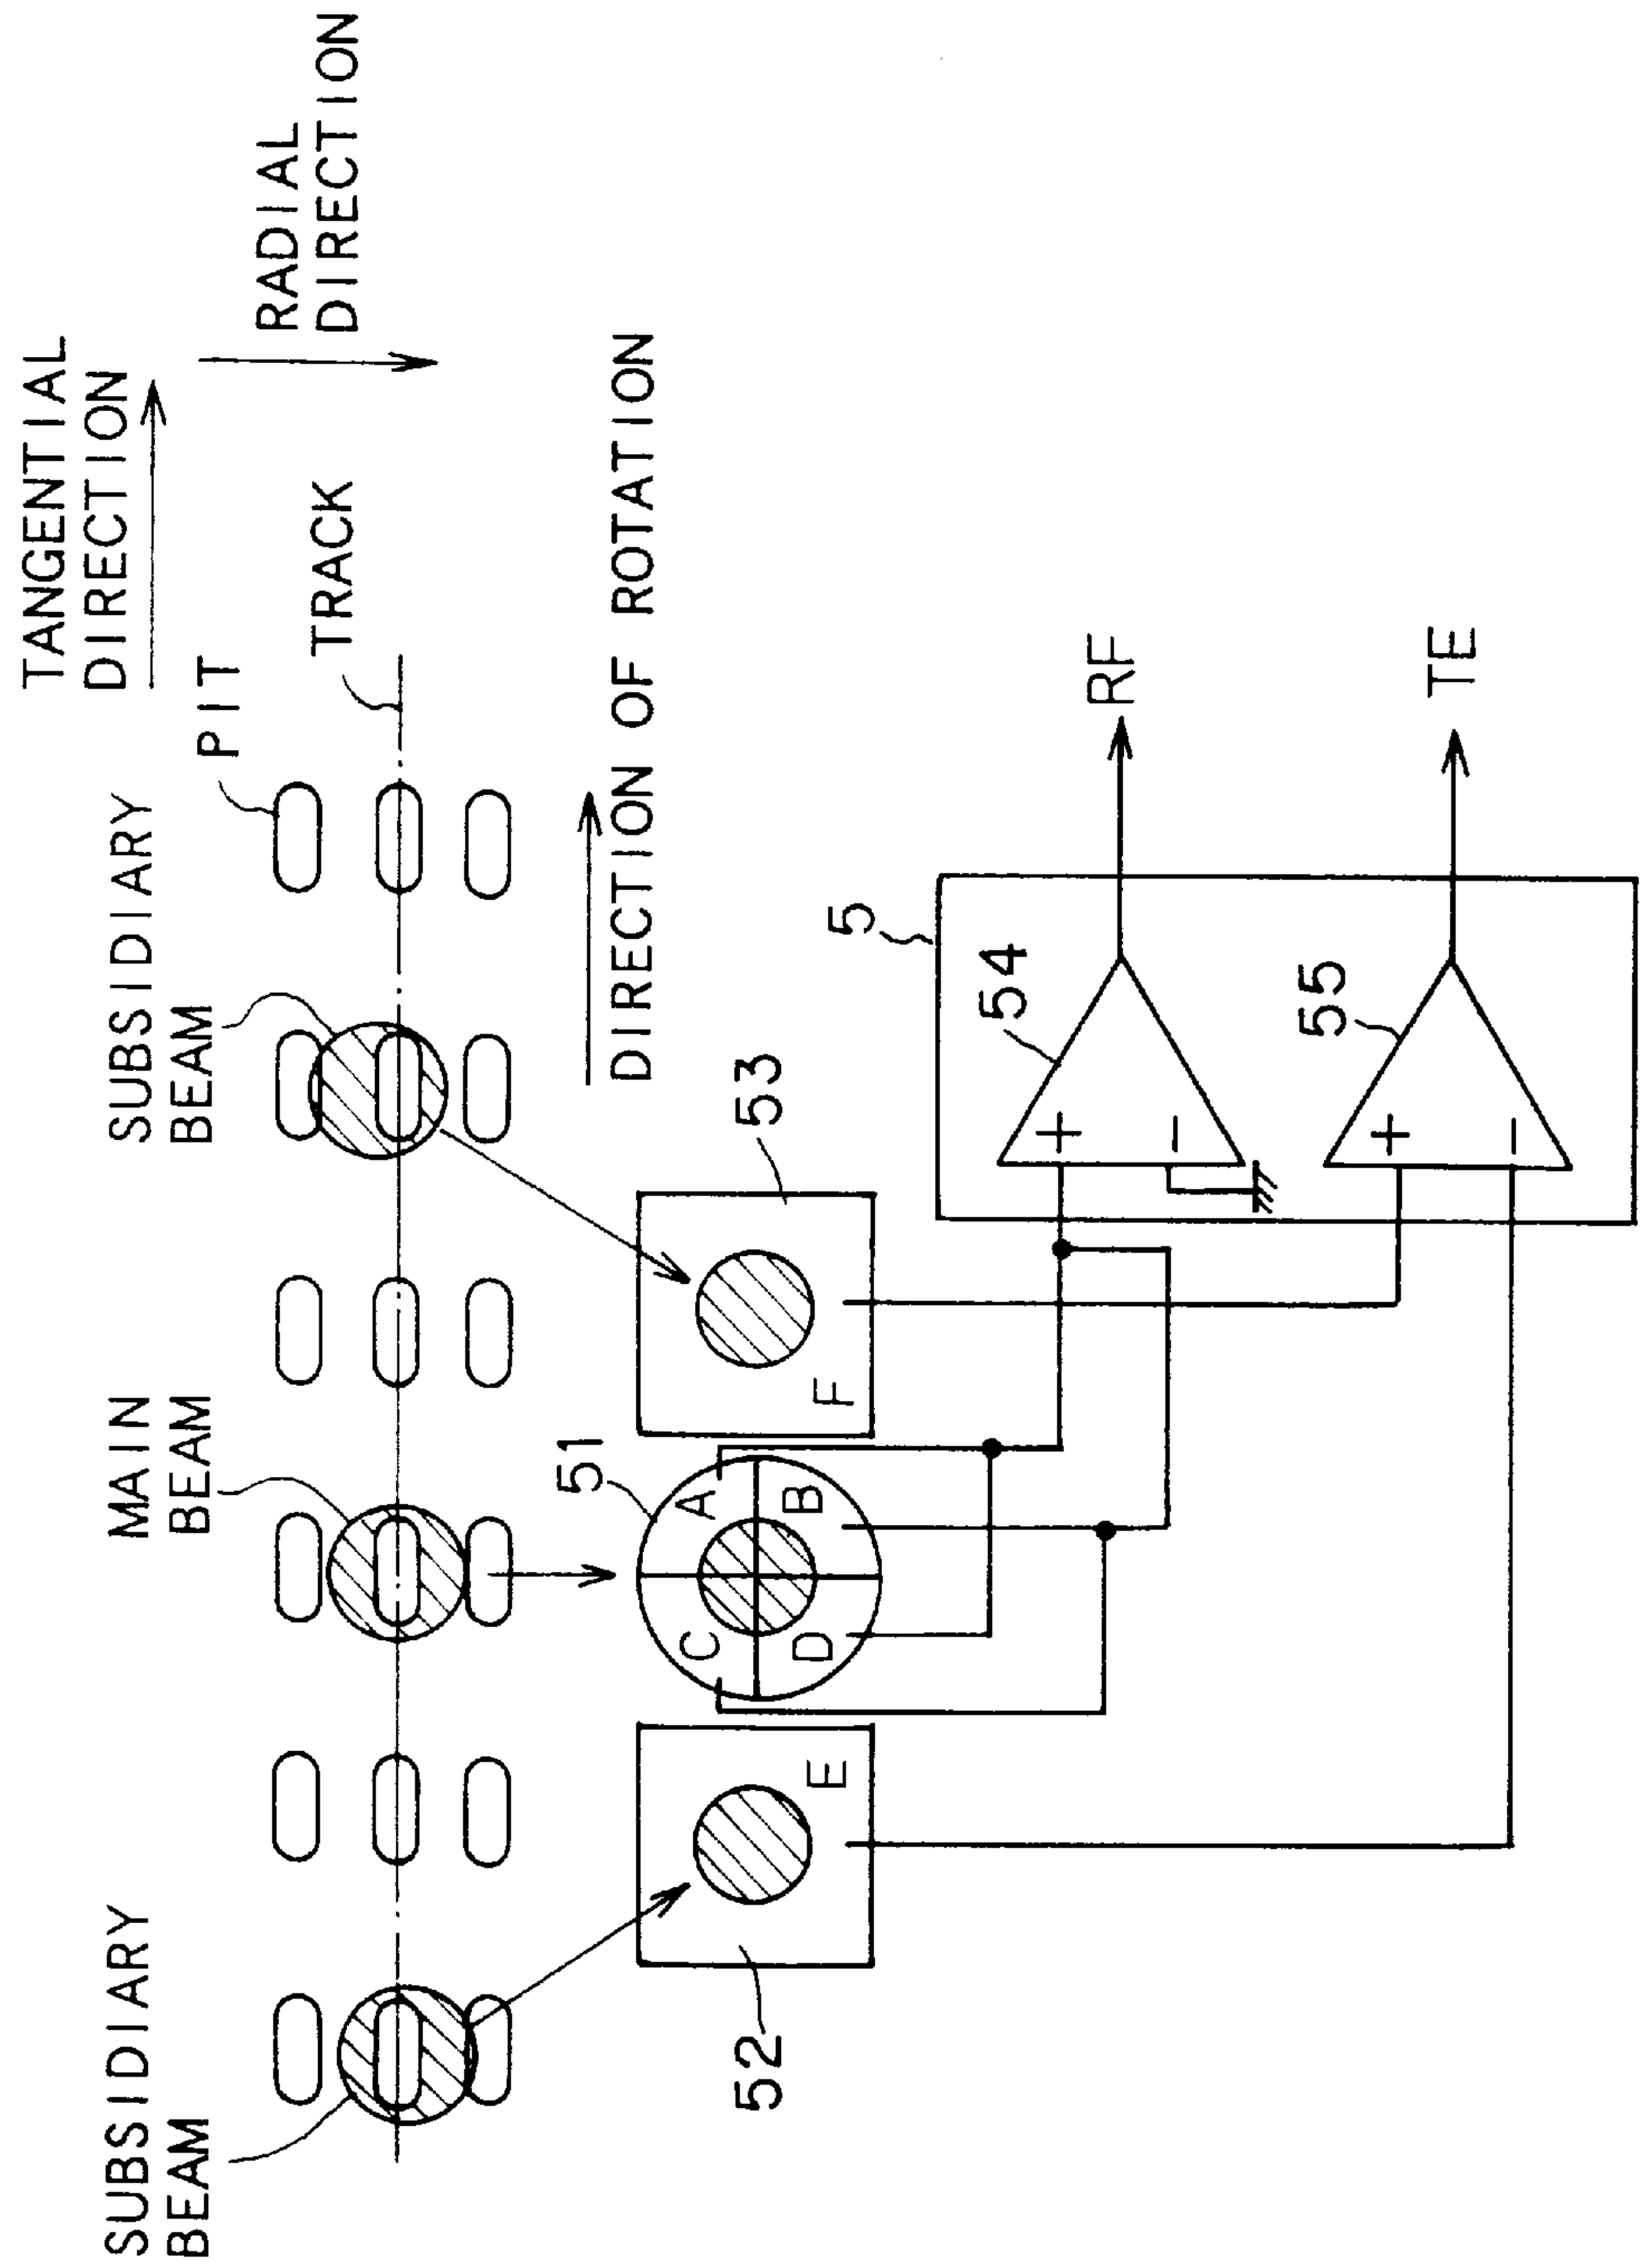 TANGENTIAL
DIRECTION
RADIAL
DIRECTION
SUBSIDIARY
BEAM
MAIN
BEAM
SUBSIDIARY
BEAM
PIT
TRACK
DIRECTION OF ROTATION
52
E
51
A
B
C
D
53
F
5
54
+
-
RF
55
+
-
TE